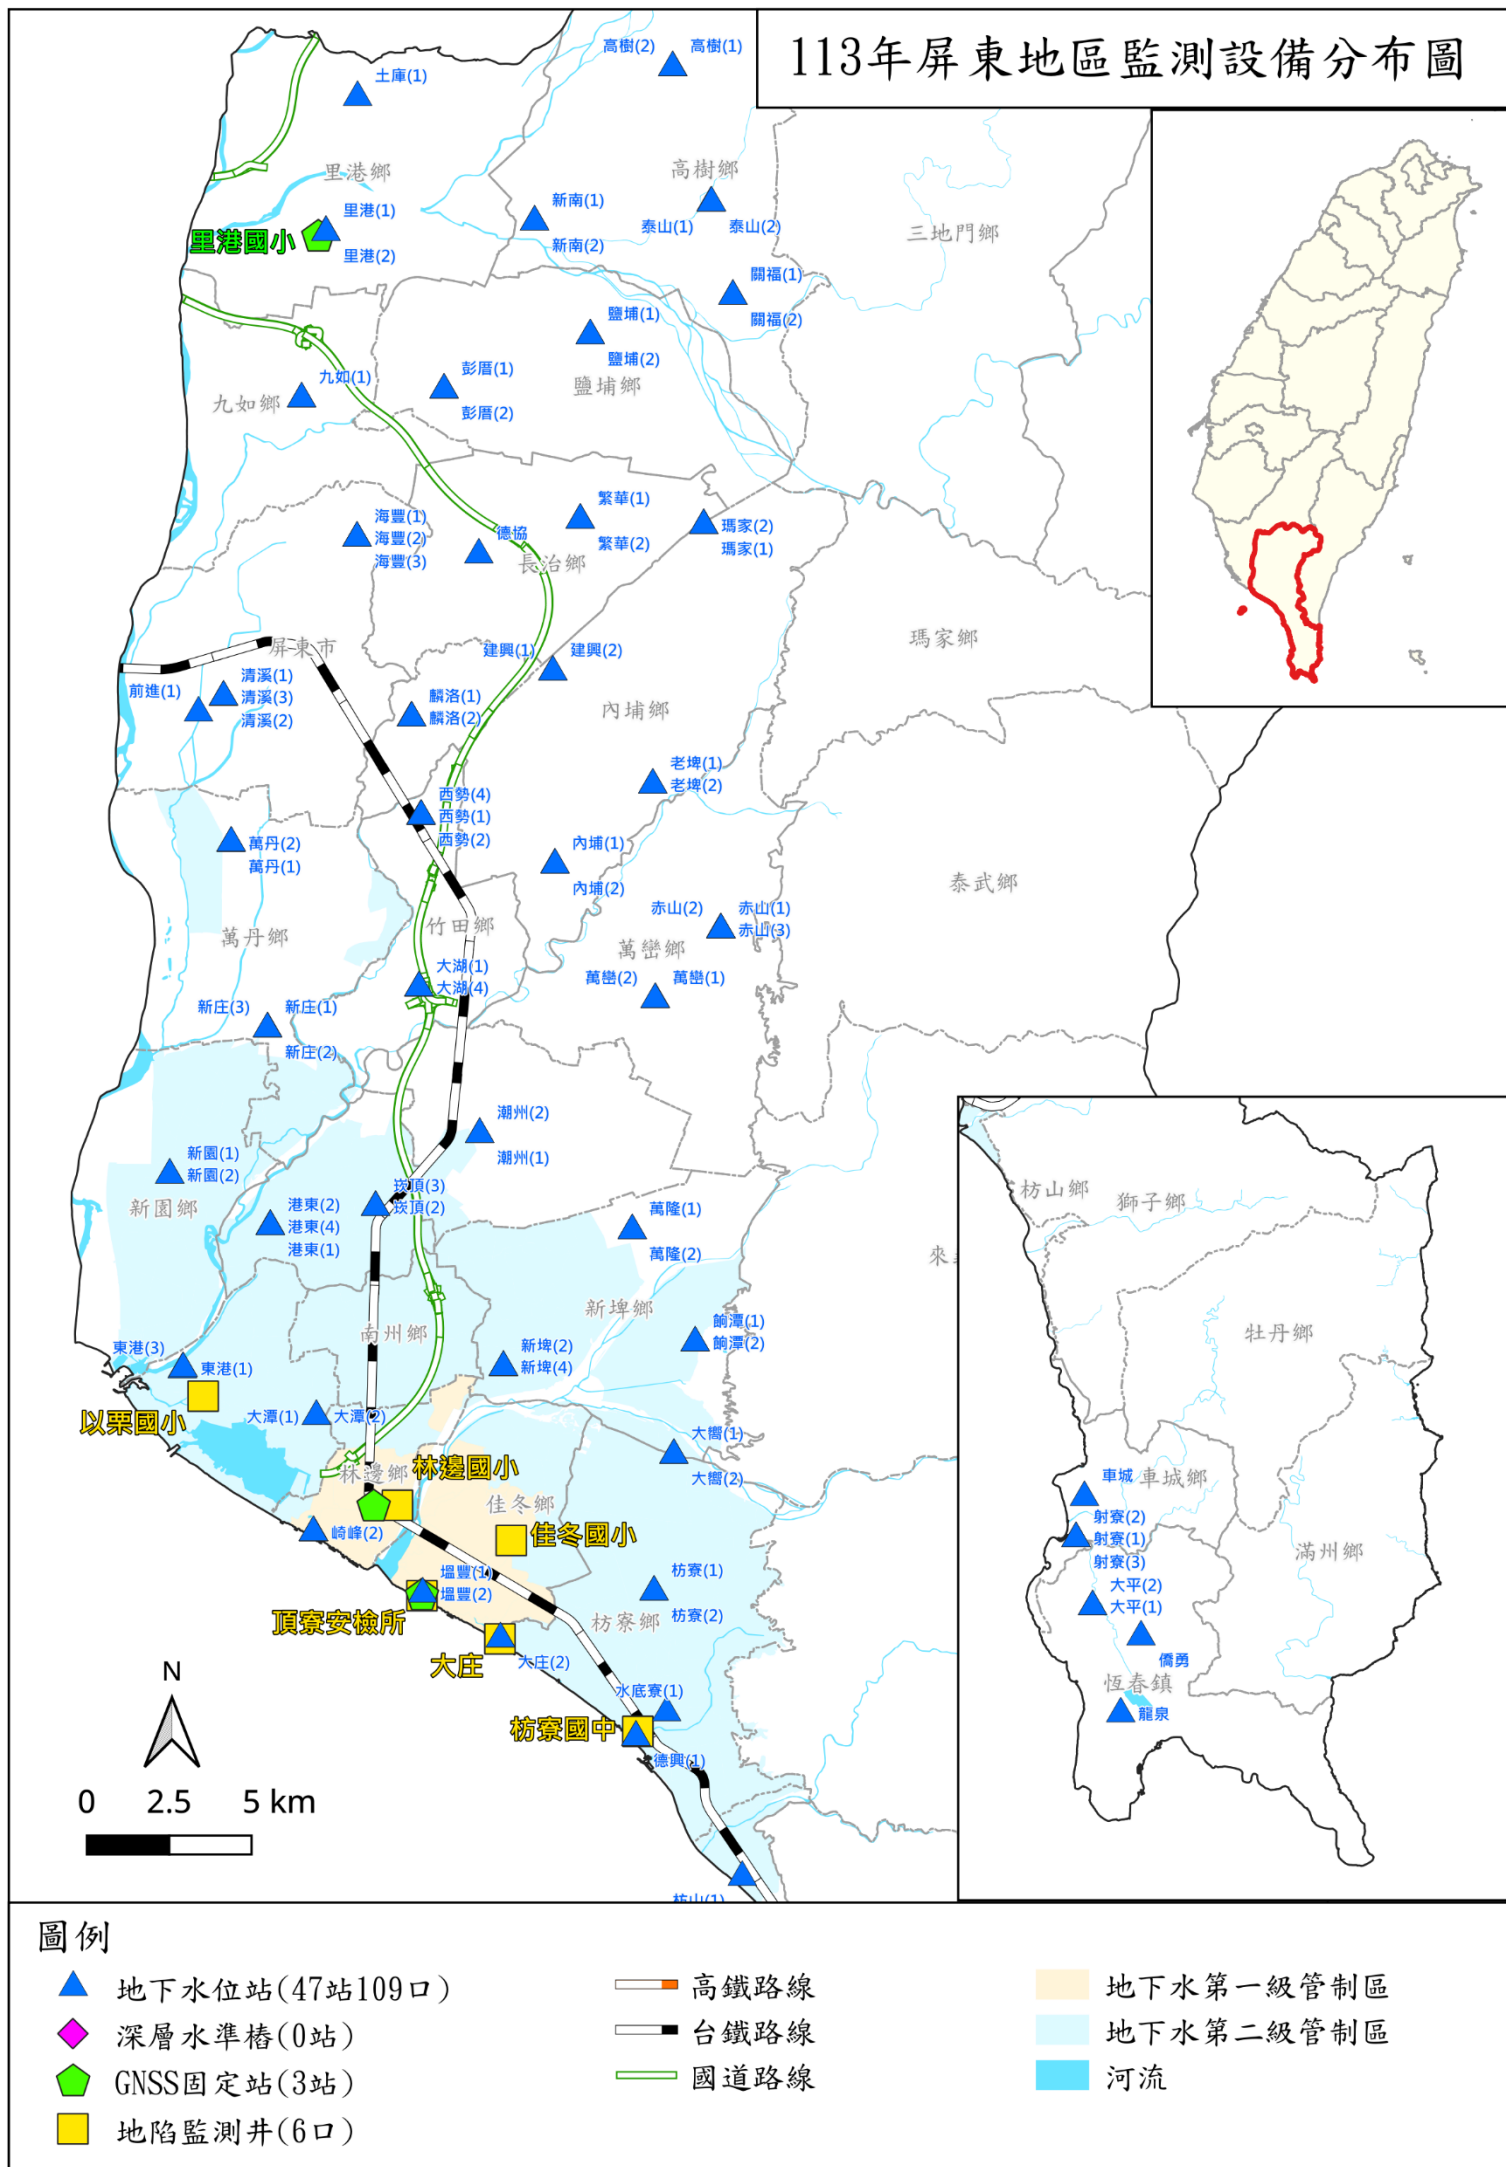 113年屏東地區監測設備分布圖
高樹(2)
高樹(1)
土庫(1)
里港鄉
高樹鄉
新南(1)
新南(2)
泰山(1)
泰山(2)
三地門鄉
里港(1)
里港國小
里港(2)
關福(1)
關福(2)
鹽埔(1)
鹽埔(2)
鹽埔鄉
彭厝(1)
彭厝(2)
九如(1)
九如鄉
繁華(1)
繁華(2)
海豐(1)
海豐(2)
海豐(3)
德協
長治鄉
瑪家(2)
瑪家(1)
屏東市
瑪家鄉
建興(1)
建興(2)
前進(1)
清溪(1)
清溪(3)
清溪(2)
麟洛(1)
麟洛(2)
內埔鄉
老埤(1)
老埤(2)
西勢(4)
西勢(1)
西勢(2)
萬丹(2)
萬丹(1)
內埔(1)
內埔(2)
泰武鄉
赤山(2)
赤山(1)
赤山(3)
竹田鄉
萬丹鄉
萬巒鄉
大湖(1)
大湖(4)
萬巒(2)
萬巒(1)
新庄(3)
新庄(1)
新庄(2)
潮州(2)
潮州(1)
新園(1)
新園(2)
新園鄉
崁頂(3)
崁頂(2)
港東(2)
港東(4)
港東(1)
萬隆(1)
萬隆(2)
來
新埤鄉
南州鄉
餉潭(1)
餉潭(2)
新埤(2)
新埤(4)
東港(3)
東港(1)
以栗國小
大潭(1)
大潭(2)
大嚮(1)
大嚮(2)
林邊鄉
林邊國小
佳冬鄉
佳冬國小
崎峰(2)
塭豐(1)
塭豐(2)
頂寮安檢所
枋寮(1)
枋寮(2)
枋寮鄉
大庄
大庄(2)
水底寮(1)
枋寮國中
德興(1)
枋山(1)
枋山鄉
獅子鄉
牡丹鄉
車城
車城鄉
射寮(2)
射寮(1)
射寮(3)
滿州鄉
大平(2)
大平(1)
僑勇
恆春鎮
龍泉
N
0 2.5 5 km
圖例
地下水位站(47站109口)
深層水準樁(0站)
GNSS固定站(3站)
地陷監測井(6口)
高鐵路線
台鐵路線
國道路線
地下水第一級管制區
地下水第二級管制區
河流